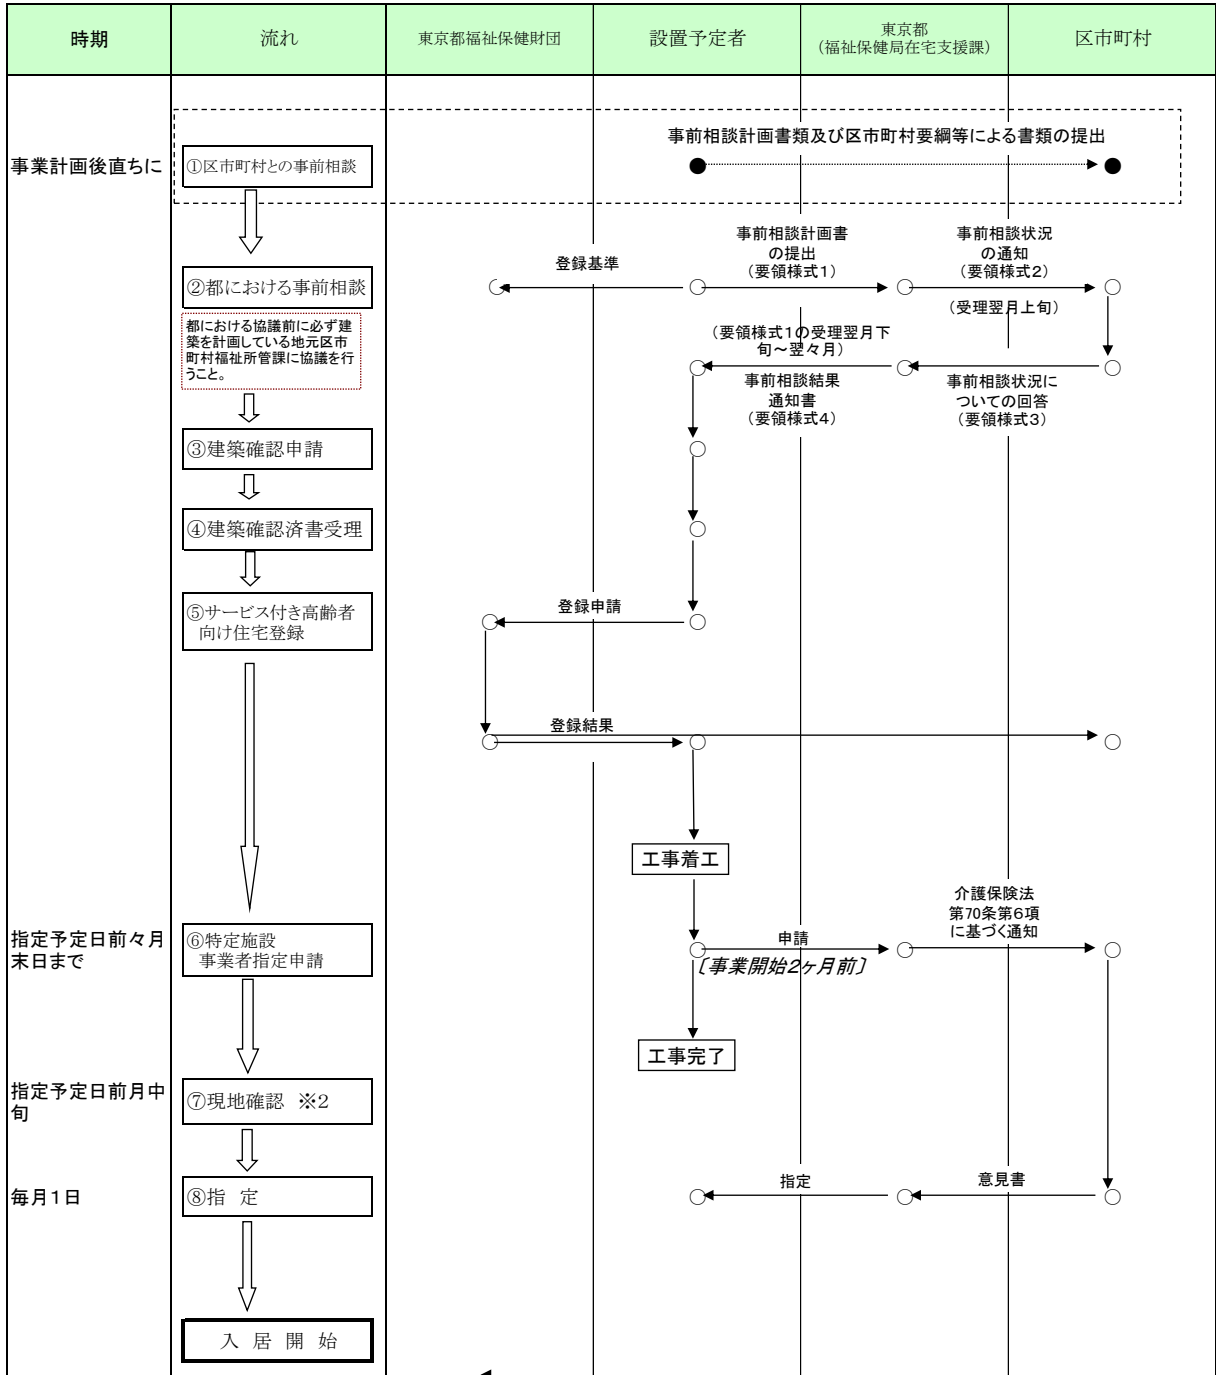 時期
流れ
東京都福祉保健財団
設置予定者
東京都
（福祉保健局在宅支援課）
区市町村
事前相談計画書類及び区市町村要綱等による書類の提出
事業計画後直ちに
①区市町村との事前相談
事前相談計画書
の提出
（要領様式1）
事前相談状況
の通知
（要領様式2）
登録基準
②都における事前相談
（受理翌月上旬）
都における協議前に必ず建
築を計画している地元区市
町村福祉所管課に協議を行
うこと。
（要領様式1の受理翌月下
旬～翌々月）
事前相談結果
通知書
（要領様式4）
事前相談状況に
ついての回答
（要領様式3）
③建築確認申請
④建築確認済書受理
⑤サービス付き高齢者
向け住宅登録
登録申請
登録結果
工事着工
介護保険法
第70条第6項
に基づく通知
指定予定日前々月
末日まで
⑥特定施設
事業者指定申請
申請
［事業開始2ヶ月前］
工事完了
指定予定日前月中
旬
⑦現地確認 ※2
毎月1日
⑧指 定
指定
意見書
入 居 開 始